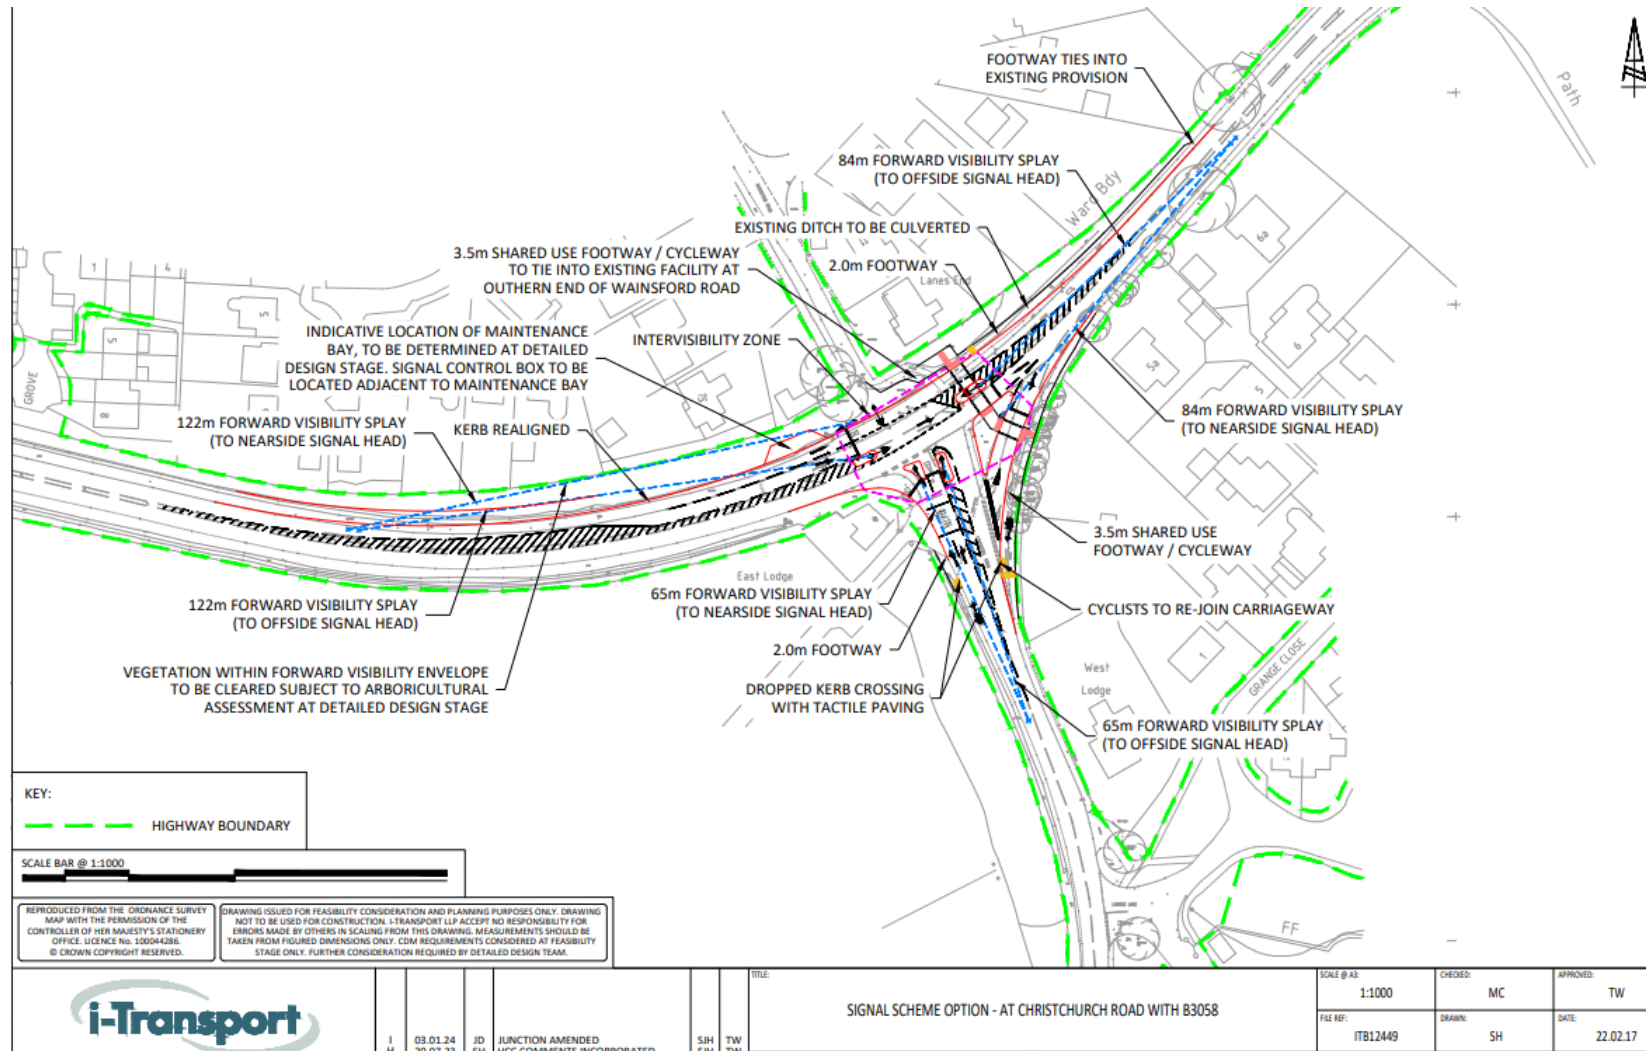 FOOTWAY TIES INTO
EXISTING PROVISION
Path
84m FORWARD VISIBILITY SPLAY
(TO OFFSIDE SIGNAL HEAD)
Ward Bdy
EXISTING DITCH TO BE CULVERTED
6a
3.5m SHARED USE FOOTWAY / CYCLEWAY
TO TIE INTO EXISTING FACILITY AT
OUTHERN END OF WAINSFORD ROAD
2.0m FOOTWAY
Lanes End
1
4
5
5
INDICATIVE LOCATION OF MAINTENANCE
BAY, TO BE DETERMINED AT DETAILED
DESIGN STAGE. SIGNAL CONTROL BOX TO BE
LOCATED ADJACENT TO MAINTENANCE BAY
INTERVISIBILITY ZONE
6
5a
5
GROVE
8
15
122m FORWARD VISIBILITY SPLAY
(TO NEARSIDE SIGNAL HEAD)
KERB REALIGNED
84m FORWARD VISIBILITY SPLAY
(TO NEARSIDE SIGNAL HEAD)
3.5m SHARED USE
FOOTWAY / CYCLEWAY
East Lodge
65m FORWARD VISIBILITY SPLAY
(TO NEARSIDE SIGNAL HEAD)
122m FORWARD VISIBILITY SPLAY
(TO OFFSIDE SIGNAL HEAD)
CYCLISTS TO RE-JOIN CARRIAGEWAY
2.0m FOOTWAY
1
GRANGE CLOSE
West
Lodge
VEGETATION WITHIN FORWARD VISIBILITY ENVELOPE
TO BE CLEARED SUBJECT TO ARBORICULTURAL
ASSESSMENT AT DETAILED DESIGN STAGE
DROPPED KERB CROSSING
WITH TACTILE PAVING
65m FORWARD VISIBILITY SPLAY
(TO OFFSIDE SIGNAL HEAD)
KEY:
HIGHWAY BOUNDARY
SCALE BAR @ 1:1000
REPRODUCED FROM THE ORDNANCE SURVEY
MAP WITH THE PERMISSION OF THE
CONTROLLER OF HER MAJESTY'S STATIONERY
OFFICE. LICENCE No. 100044286.
© CROWN COPYRIGHT RESERVED.
DRAWING ISSUED FOR FEASIBILITY CONSIDERATION AND PLANNING PURPOSES ONLY. DRAWING
NOT TO BE USED FOR CONSTRUCTION. I-TRANSPORT LLP ACCEPT NO RESPONSIBILITY FOR
ERRORS MADE BY OTHERS IN SCALING FROM THIS DRAWING. MEASUREMENTS SHOULD BE
TAKEN FROM FIGURED DIMENSIONS ONLY. CDM REQUIREMENTS CONSIDERED AT FEASIBILITY
STAGE ONLY. FURTHER CONSIDERATION REQUIRED BY DETAILED DESIGN TEAM.
FF
i-Transport
I 03.01.24 JD JUNCTION AMENDED SJH TW
TITLE:
SIGNAL SCHEME OPTION - AT CHRISTCHURCH ROAD WITH B3058
SCALE @ A3:
1:1000
CHECKED:
MC
APPROVED:
TW
FILE REF:
ITB12449
DRAWN:
SH
DATE:
22.02.17